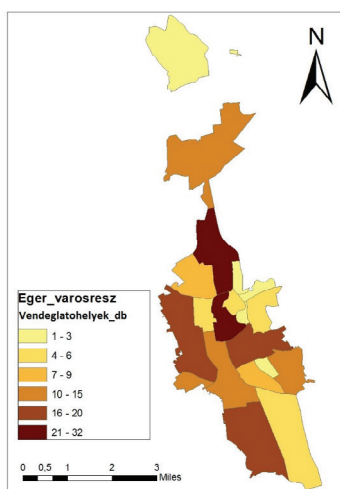 N
Eger_varosresz
Vendeglatohelyek_db
1 - 3
4 - 6
7 - 9
10 - 15
16 - 20
21 - 32
0 0,5 1 2 3
Miles